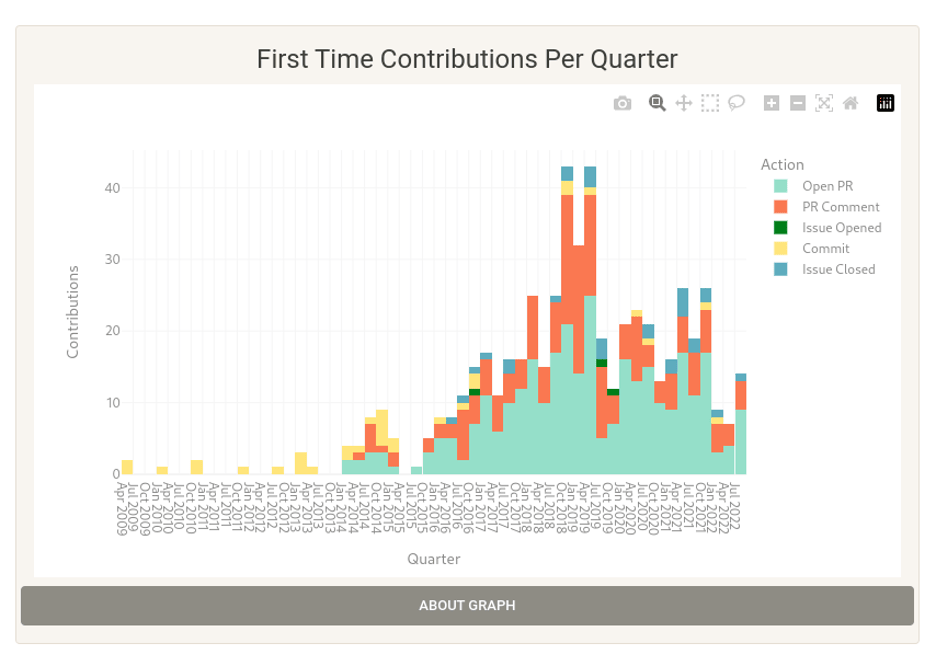 First Time Contributions Per Quarter
Action
Open PR
PR Comment
Issue Opened
Commit
Issue Closed
Contributions
40
30
20
10
0
Apr 2009
Jul 2009
Oct 2009
Jan 2010
Apr 2010
Jul 2010
Oct 2010
Jan 2011
Apr 2011
Jul 2011
Oct 2011
Jan 2012
Apr 2012
Jul 2012
Oct 2012
Jan 2013
Apr 2013
Jul 2013
Oct 2013
Jan 2014
Apr 2014
Jul 2014
Oct 2014
Jan 2015
Apr 2015
Jul 2015
Oct 2015
Jan 2016
Apr 2016
Jul 2016
Oct 2016
Jan 2017
Apr 2017
Jul 2017
Oct 2017
Jan 2018
Apr 2018
Jul 2018
Oct 2018
Jan 2019
Apr 2019
Jul 2019
Oct 2019
Jan 2020
Apr 2020
Jul 2020
Oct 2020
Jan 2021
Apr 2021
Jul 2021
Oct 2021
Jan 2022
Apr 2022
Jul 2022
Quarter
ABOUT GRAPH